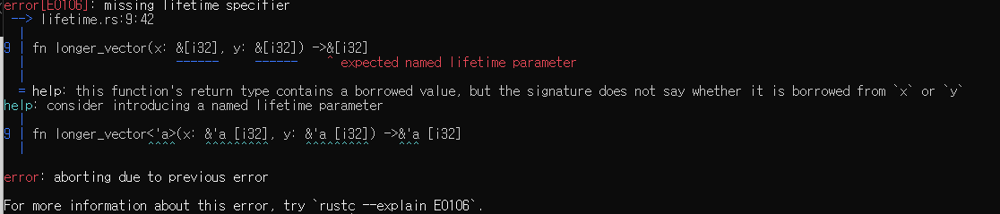 error[E0106]: missing lifetime specifier
 --> lifetime.rs:9:42
  |
9 | fn longer_vector(x: &[i32], y: &[i32]) ->&[i32]
  |                     ------     ------    ^ expected named lifetime parameter
  |
  = help: this function's return type contains a borrowed value, but the signature does not say whether it is borrowed from `x` or `y`
help: consider introducing a named lifetime parameter
  |
9 | fn longer_vector<'a>(x: &'a [i32], y: &'a [i32]) ->&'a [i32]
  |                 ^^^^    ^^^^^^^^^     ^^^^^^^^^    ^^^
error: aborting due to previous error
For more information about this error, try `rustc --explain E0106`.